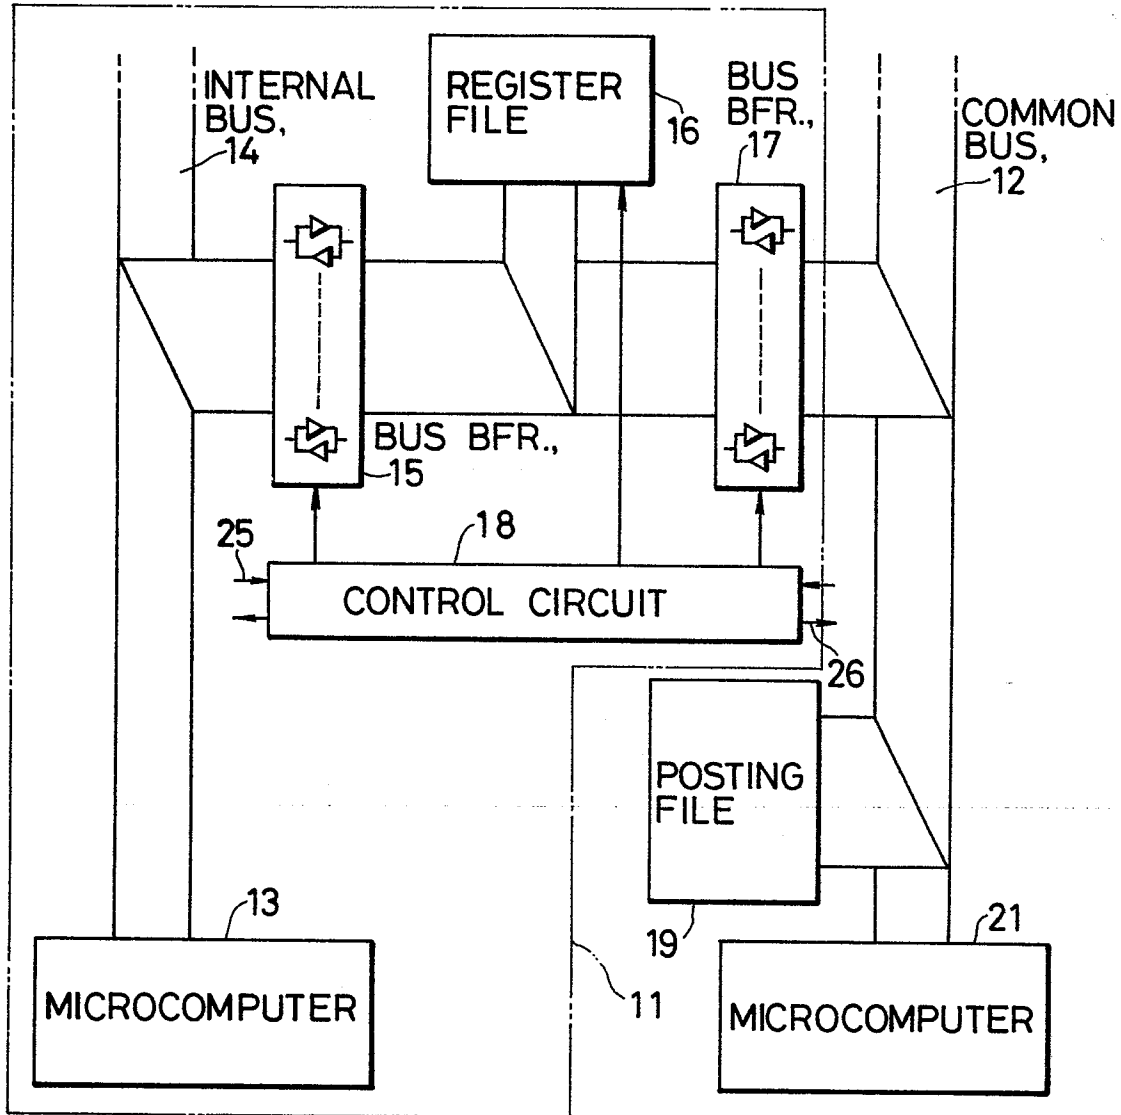 INTERNAL
BUS,
14
REGISTER
FILE
16
BUS
BFR.,
17
COMMON
BUS,
12
BUS BFR.,
15
25
18
CONTROL CIRCUIT
26
POSTING
FILE
19
13
MICROCOMPUTER
11
21
MICROCOMPUTER